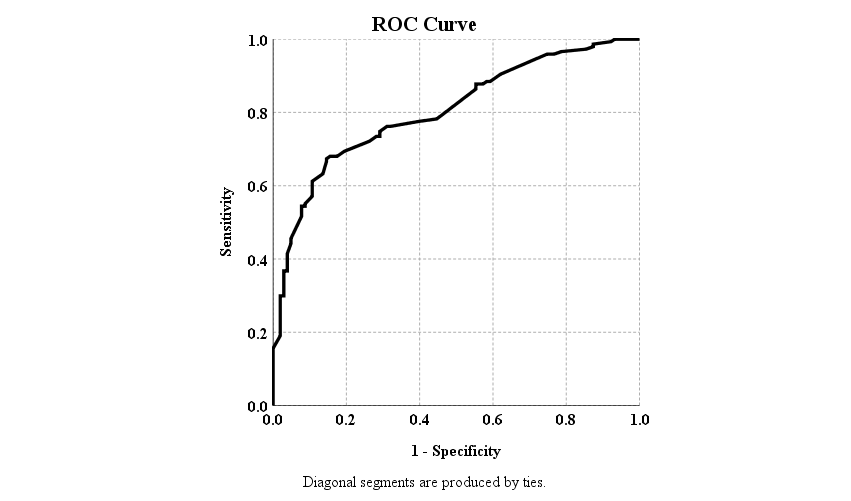 ROC Curve
1.0
0.8
0.6
0.4
0.2
0.0
Sensitivity
0.0 0.2 0.4 0.6 0.8 1.0
1 - Specificity
Diagonal segments are produced by ties.